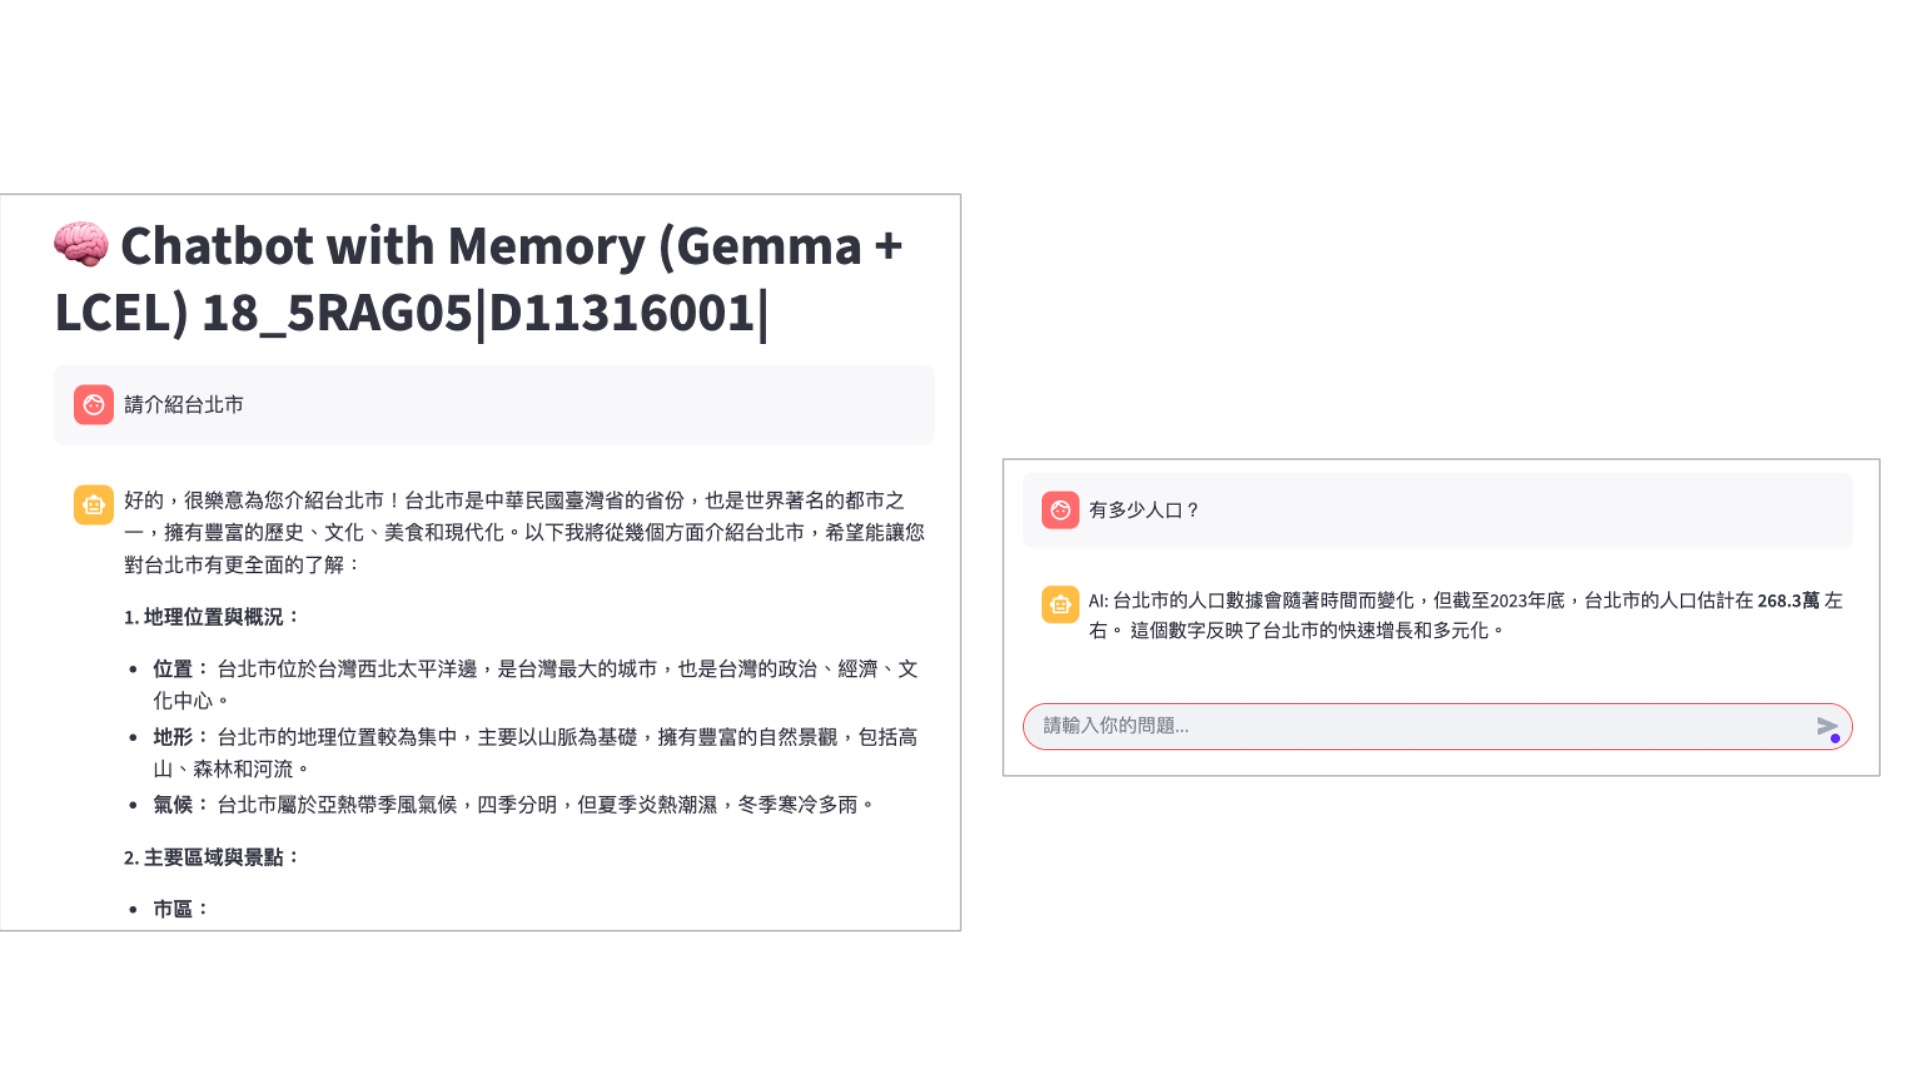 Chatbot with Memory (Gemma +
LCEL) 18_5RAG05|D11316001|
請介紹台北市
好的，很樂意為您介紹台北市！台北市是中華民國臺灣省的省份，也是世界著名的都市之
一，擁有豐富的歷史、文化、美食和現代化。以下我將從幾個方面介紹台北市，希望能讓您
對台北市有更全面的了解：
1. 地理位置與概況：
• 位置： 台北市位於台灣西北太平洋邊，是台灣最大的城市，也是台灣的政治、經濟、文
化中心。
• 地形： 台北市的地理位置較為集中，主要以山脈為基礎，擁有豐富的自然景觀，包括高
山、森林和河流。
• 氣候： 台北市屬於亞熱帶季風氣候，四季分明，但夏季炎熱潮濕，冬季寒冷多雨。
2. 主要區域與景點：
• 市區：
有多少人口？
AI: 台北市的人口數據會隨著時間而變化，但截至2023年底，台北市的人口估計在 268.3萬 左
右。 這個數字反映了台北市的快速增長和多元化。
請輸入你的問題...